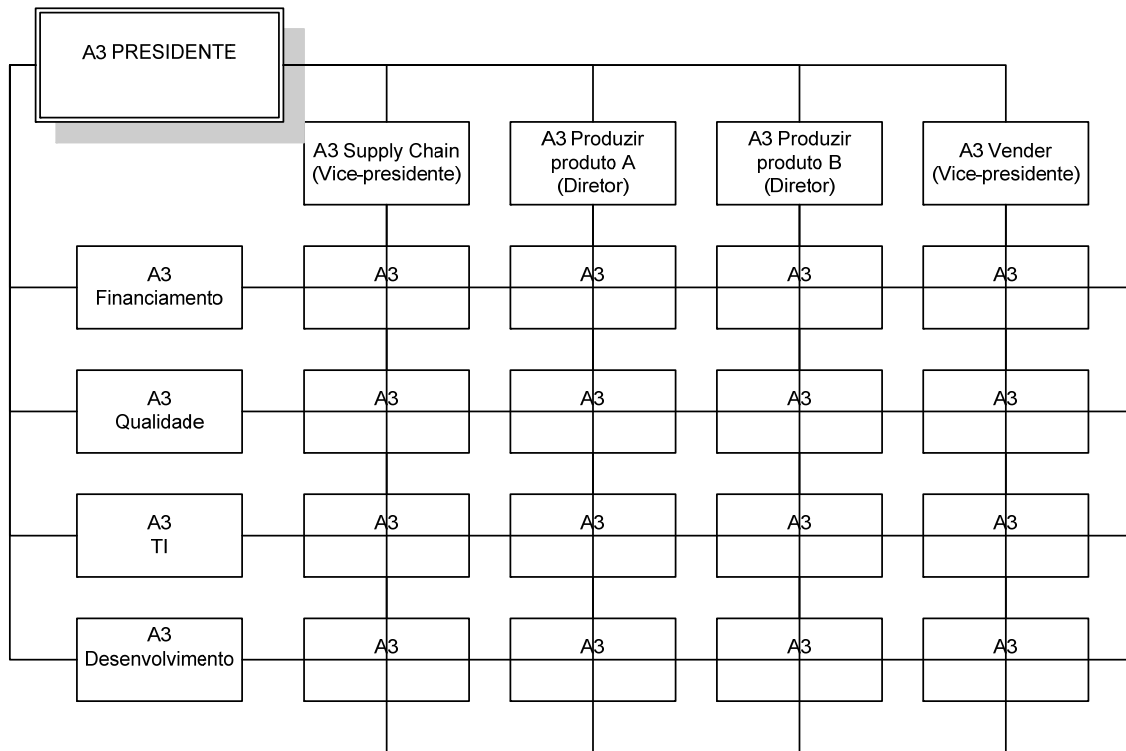 A3 PRESIDENTE
A3 Supply Chain
(Vice-presidente)
A3 Produzir
produto A
(Diretor)
A3 Produzir
produto B
(Diretor)
A3 Vender
(Vice-presidente)
A3
Financiamento
A3
A3
A3
A3
A3
Qualidade
A3
A3
A3
A3
A3
TI
A3
A3
A3
A3
A3
Desenvolvimento
A3
A3
A3
A3